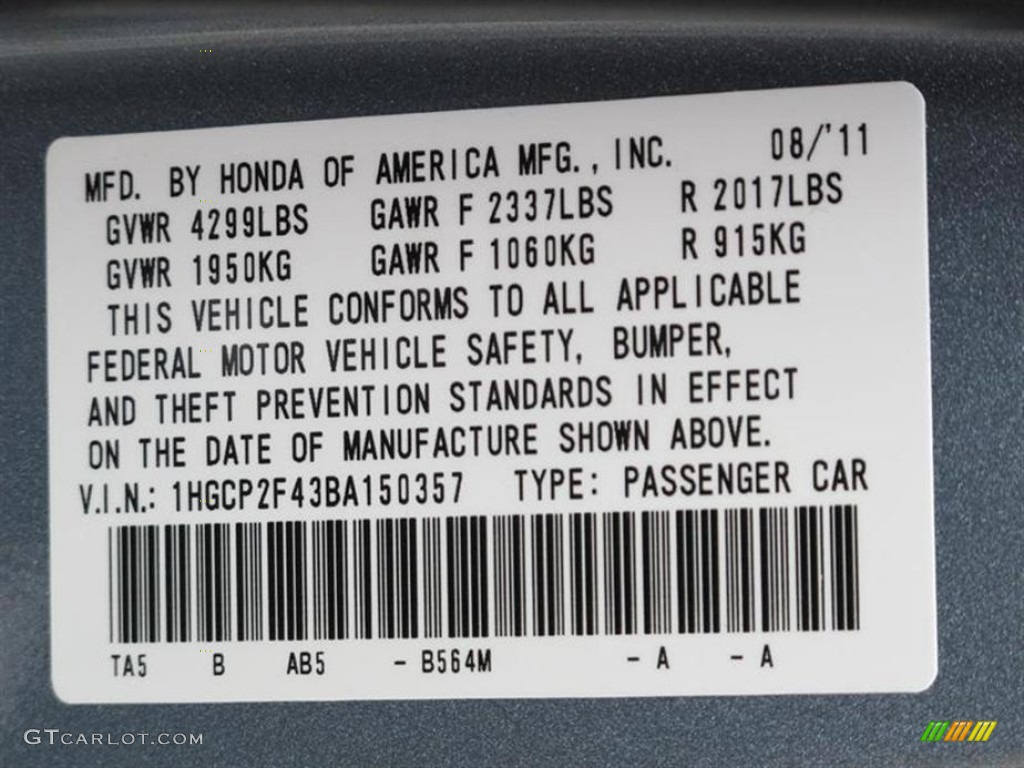 MFD. BY HONDA OF AMERICA MFG., INC. 08/'11
GVWR 4299LBS GAWR F 2337LBS R 2017LBS
GVWR 1950KG GAWR F 1060KG R 915KG
THIS VEHICLE CONFORMS TO ALL APPLICABLE
FEDERAL MOTOR VEHICLE SAFETY, BUMPER,
AND THEFT PREVENTION STANDARDS IN EFFECT
ON THE DATE OF MANUFACTURE SHOWN ABOVE.
V.I.N.: 1HGCP2F43BA150357 TYPE: PASSENGER CAR
TA5 B AB5 - B564M - A - A
GTCARLOT.COM